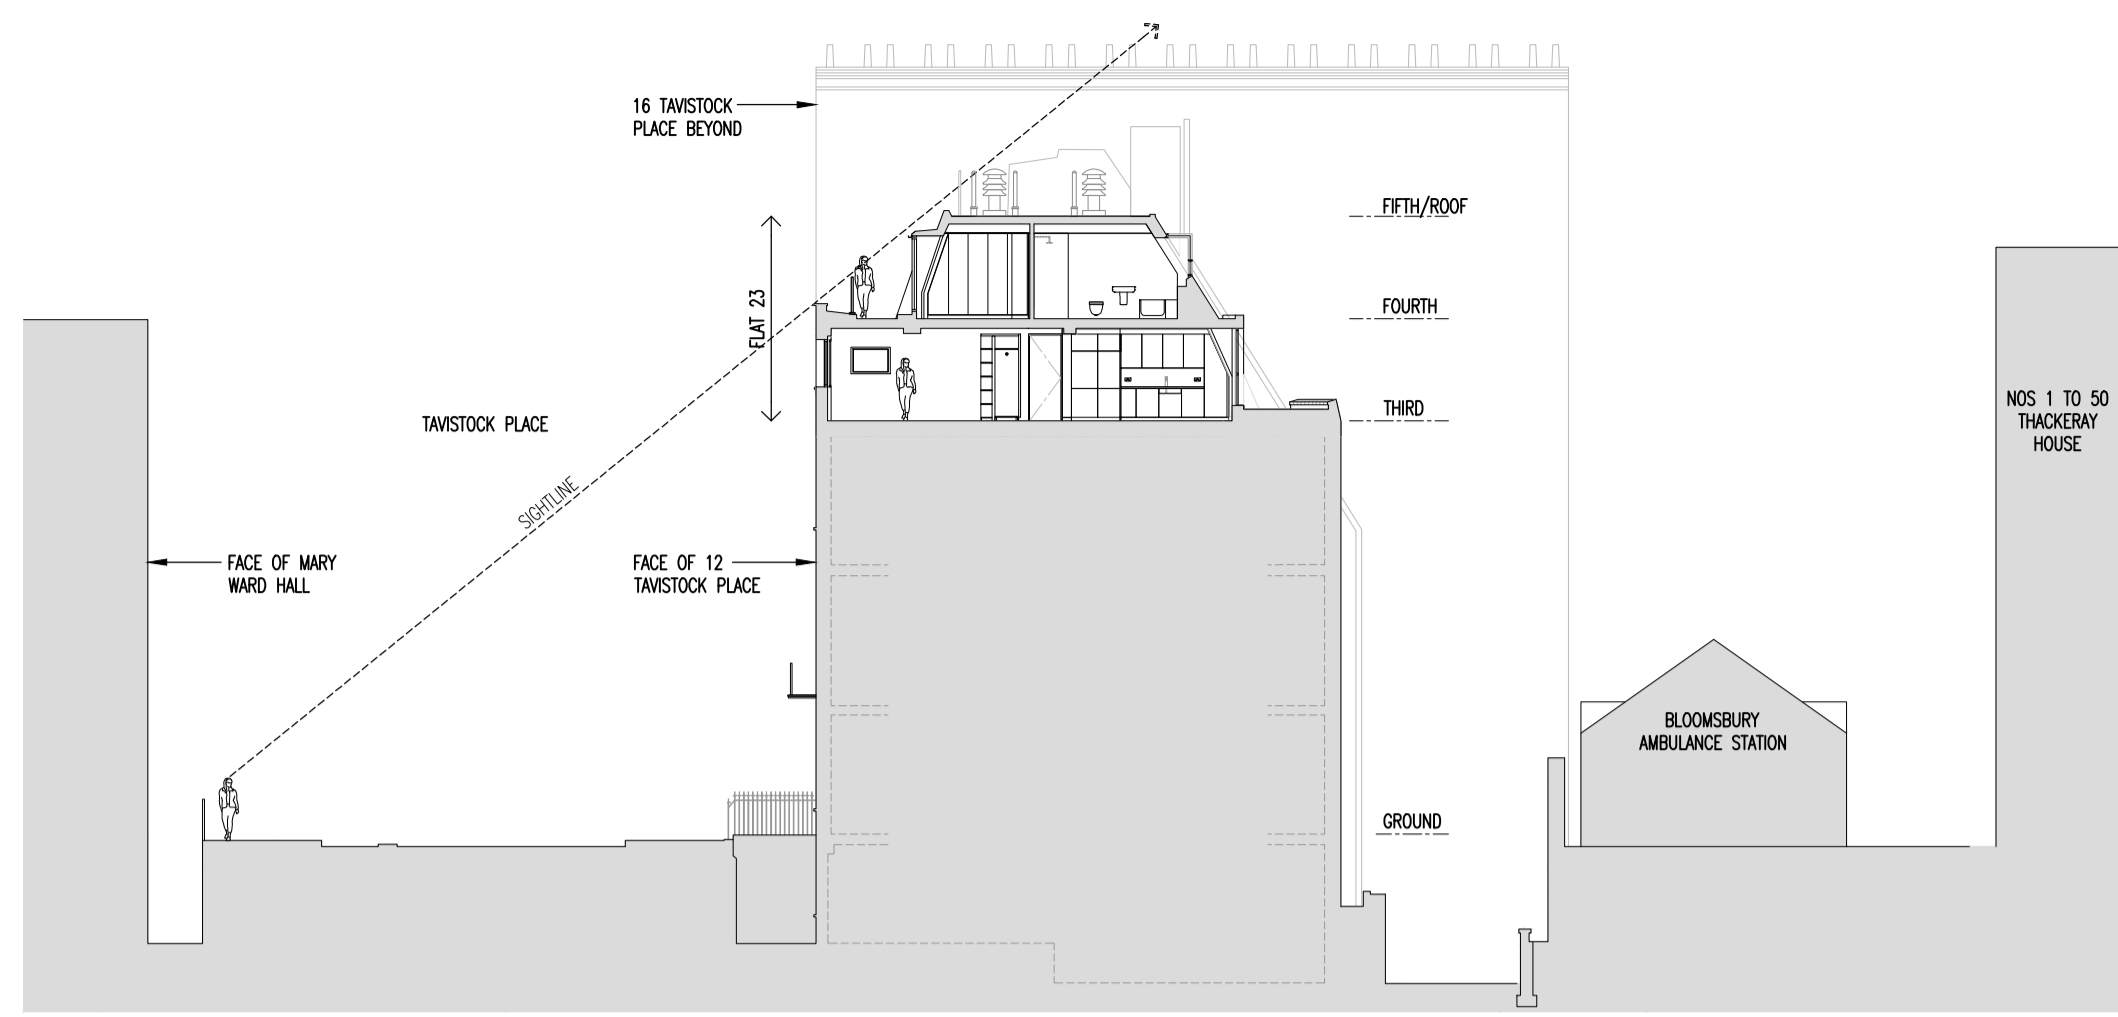 16 TAVISTOCK
PLACE BEYOND
FIFTH/ROOF
FLAT 23
FOURTH
NOS 1 TO 50
THACKERAY
HOUSE
THIRD
TAVISTOCK PLACE
SIGHTLINE
FACE OF MARY
WARD HALL
FACE OF 12
TAVISTOCK PLACE
BLOOMSBURY
AMBULANCE STATION
GROUND